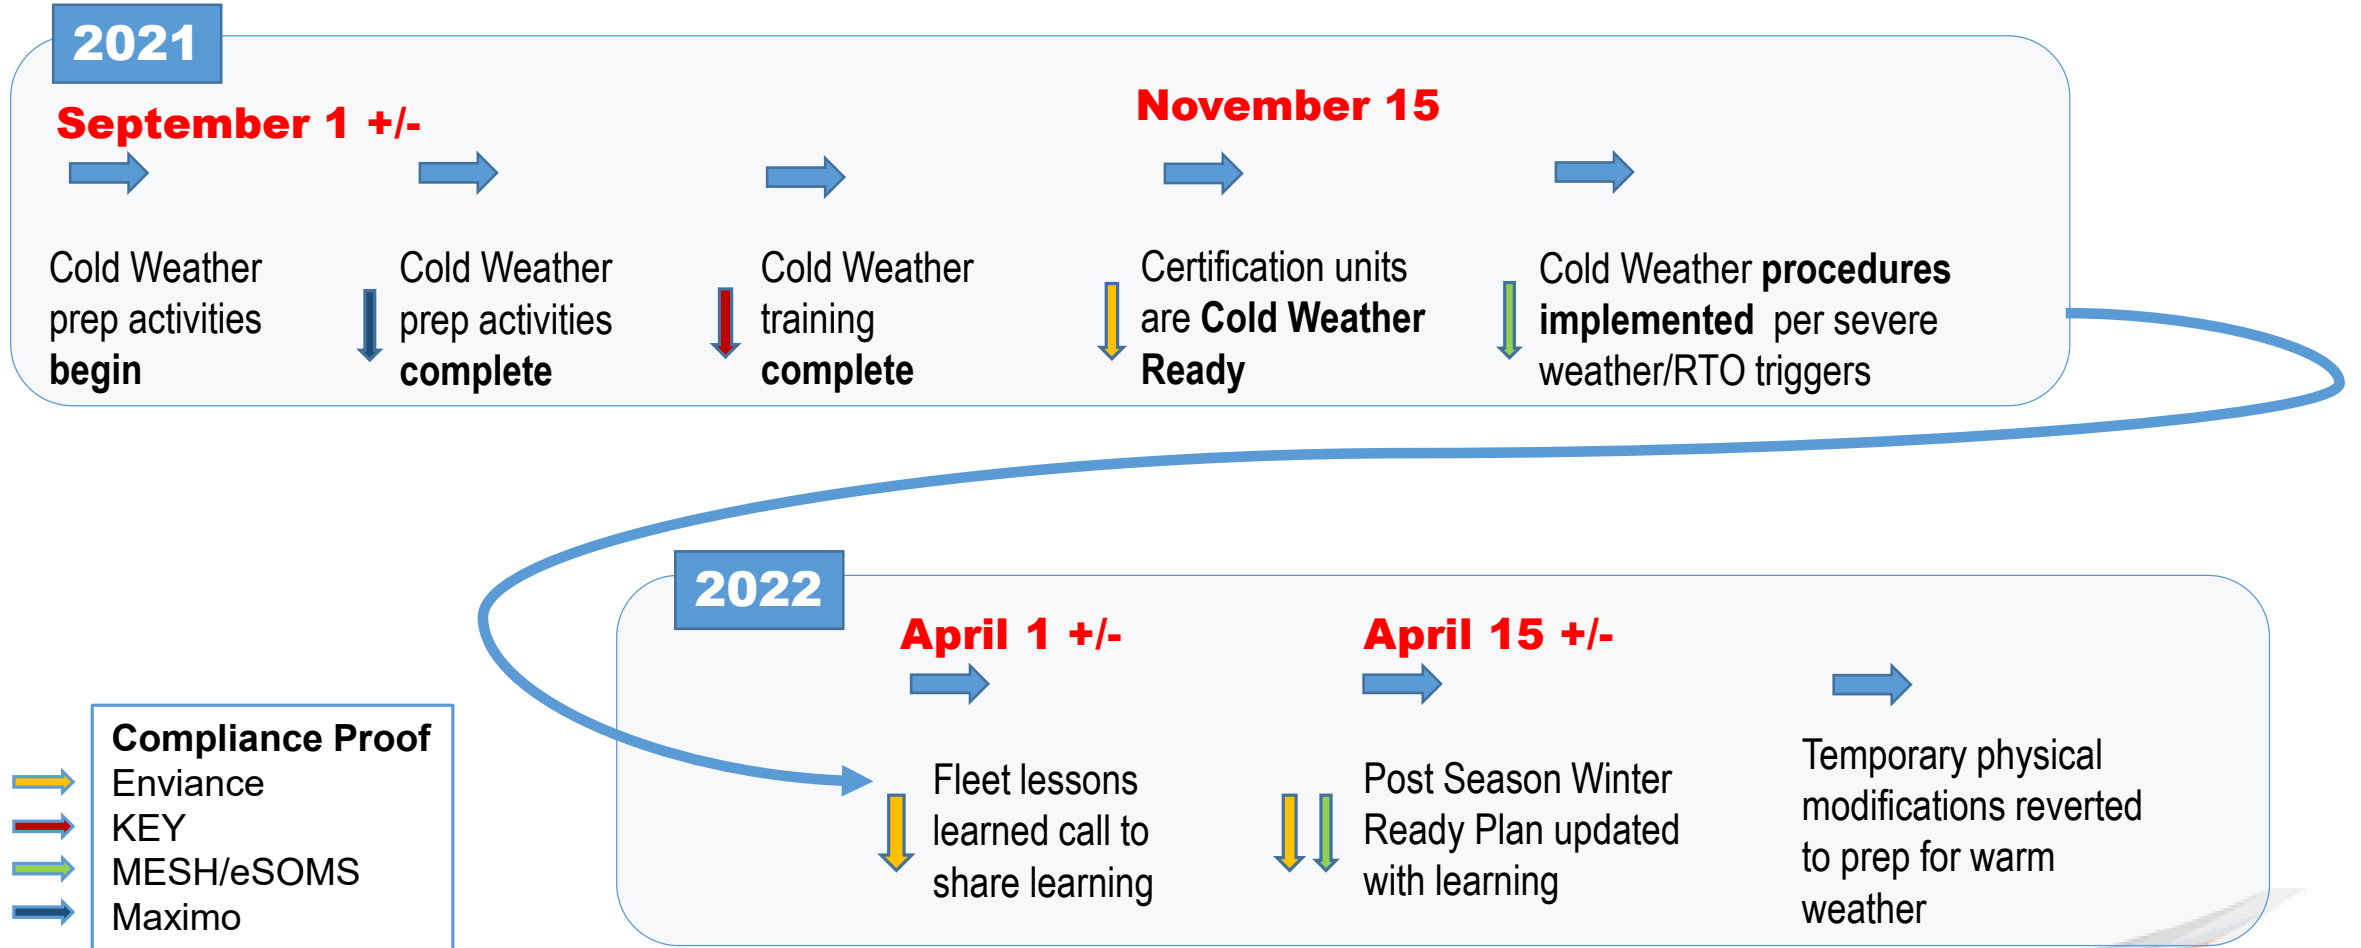 2021
September 1 +/-
November 15
Cold Weather
prep activities
begin
Cold Weather
prep activities
complete
Cold Weather
training
complete
Certification units
are Cold Weather
Ready
Cold Weather procedures
implemented per severe
weather/RTO triggers
2022
April 1 +/-
April 15 +/-
Fleet lessons
learned call to
share learning
Post Season Winter
Ready Plan updated
with learning
Temporary physical
modifications reverted
to prep for warm
weather
Compliance Proof
Enviance
KEY
MESH/eSOMS
Maximo